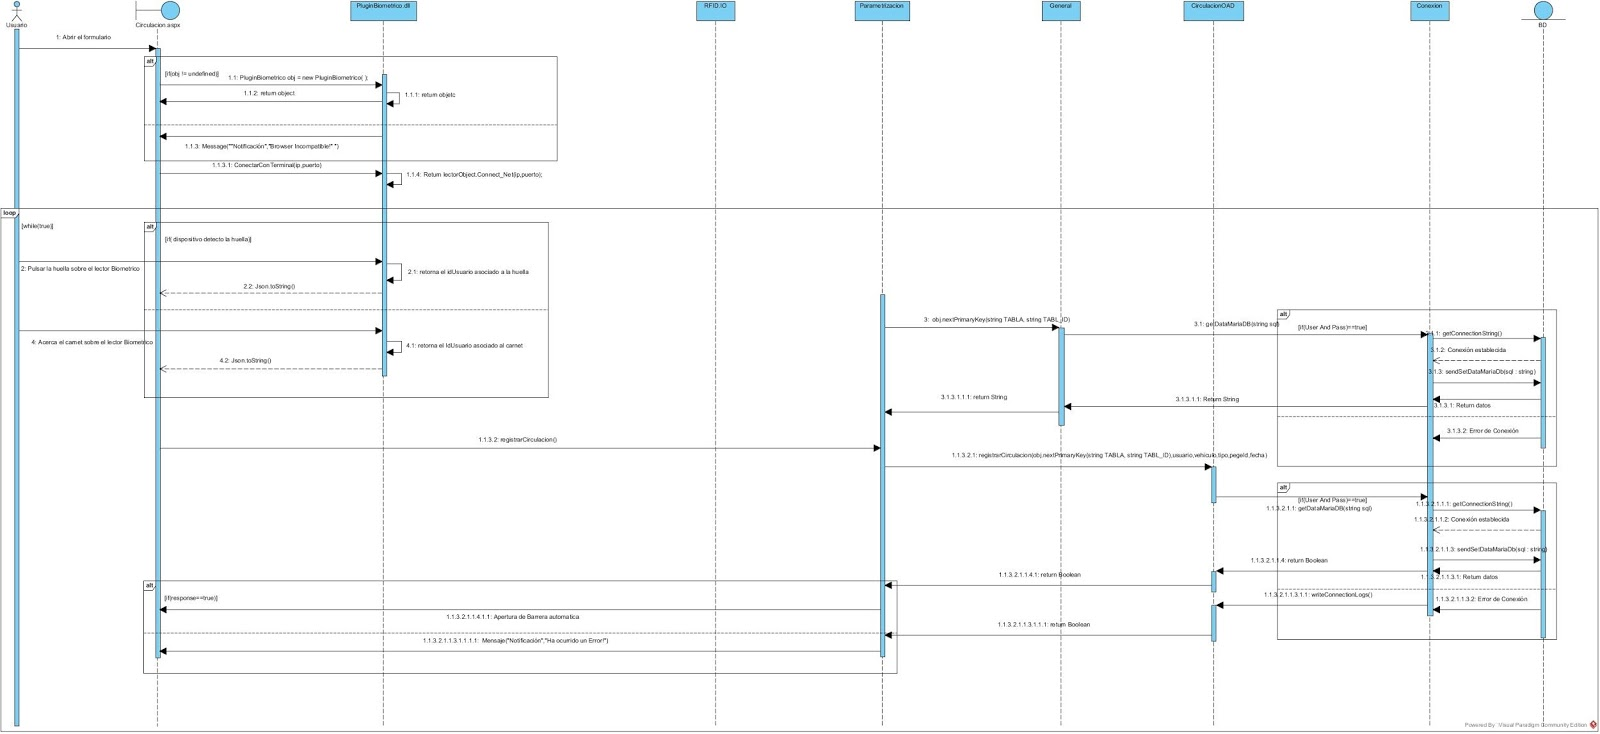 Usuario
Circulacion.aspx
PluginBiometrico.dll
RFID.IO
Parametrizacion
General
CirculacionOAD
Conexion
BD
1: Abrir el formulario
alt
[if(obj != undefined)]
1.1: PluginBiometrico obj = new PluginBiometrico( );
1.1.2: return object
1.1.1: return objetc
1.1.3: Message(""Notificación","Browser Incompatible!" ")
1.1.3.1: ConectarConTerminal(ip,puerto)
1.1.4: Return lectorObject.Connect_Net(ip,puerto);
loop
[while(true)]
alt
[if( dispositivo detecto la huella)]
2: Pulsar la huella sobre el lector Biometrico
2.1: retorna el idUsuario asociado a la huella
2.2: Json.toString()
4: Acerca el carnet sobre el lector Biometrico
4.1: retorna el IdUsuario asociado al carnet
4.2: Json.toString()
3: obj.nextPrimaryKey(string TABLA, string TABL_ID)
3.1: getDataMariaDB(string sql)
alt
[if(User And Pass)==true]
3.1.1: getConnectionString()
3.1.2: Conexión establecida
3.1.3: sendSetDataMariaDb(sql : string)
3.1.3.1: Return datos
3.1.3.1.1: Return String
3.1.3.1.1.1: return String
3.1.3.2: Error de Conexión
1.1.3.2: registrarCirculacion()
1.1.3.2.1: registrarCirculacion(obj.nextPrimaryKey(string TABLA, string TABL_ID),usuario,vehiculo,tipo,pegeId,fecha)
alt
[if(User And Pass)==true]
1.1.3.2.1.1: getDataMariaDB(string sql)
1.1.3.2.1.1.1: getConnectionString()
1.1.3.2.1.1.2: Conexión establecida
1.1.3.2.1.1.3: sendSetDataMariaDb(sql : string)
1.1.3.2.1.1.4: return Boolean
1.1.3.2.1.1.3.1: Return datos
1.1.3.2.1.1.4.1: return Boolean
alt
[if(response==true)]
1.1.3.2.1.1.3.1.1: writeConnectionLogs()
1.1.3.2.1.1.3.2: Error de Conexión
1.1.3.2.1.1.4.1.1: Apertura de Barrera automatica
1.1.3.2.1.1.3.1.1.1: return Boolean
1.1.3.2.1.1.3.1.1.1.1: Mensaje("Notificación","Ha ocurrido un Error!")
Powered By Visual Paradigm Community Edition